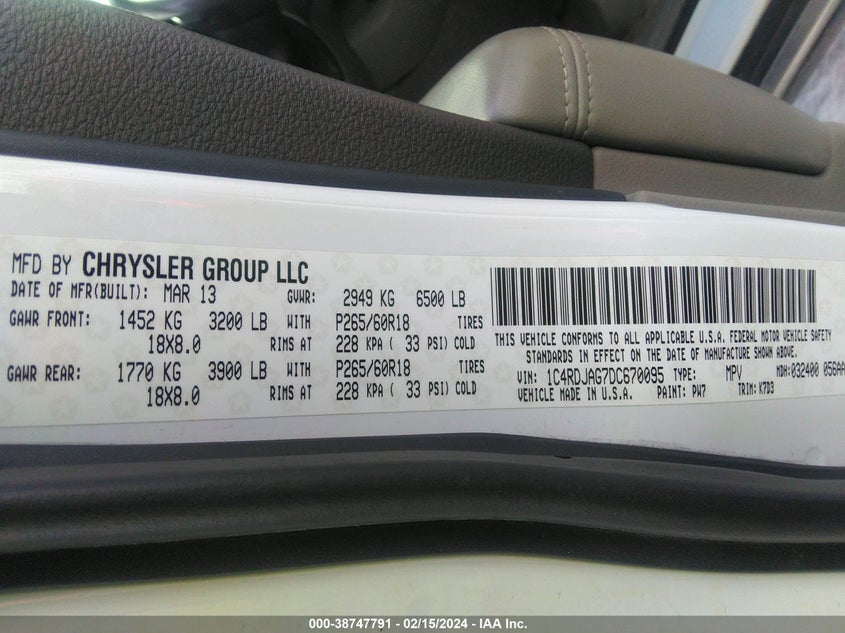 MFD BY CHRYSLER GROUP LLC
DATE OF MFR(BUILT): MAR 13 GVWR: 2949 KG 6500 LB
GAWR FRONT: 1452 KG 3200 LB WITH P265/60R18 TIRES
18X8.0 RIMS AT 228 KPA ( 33 PSI) COLD
GAWR REAR: 1770 KG 3900 LB WITH P265/60R18 TIRES
18X8.0 RIMS AT 228 KPA ( 33 PSI) COLD
THIS VEHICLE CONFORMS TO ALL APPLICABLE U.S.A. FEDERAL MOTOR VEHICLE SAFETY
STANDARDS IN EFFECT ON THE DATE OF MANUFACTURE SHOWN ABOVE.
VIN: 1C4RDJAG7DC670095 TYPE: MPV MDH: 032400 056AA
VEHICLE MADE IN U.S.A. PAINT: PW7 TRIM: K7D3
000-38747791 - 02/15/2024 - IAA Inc.